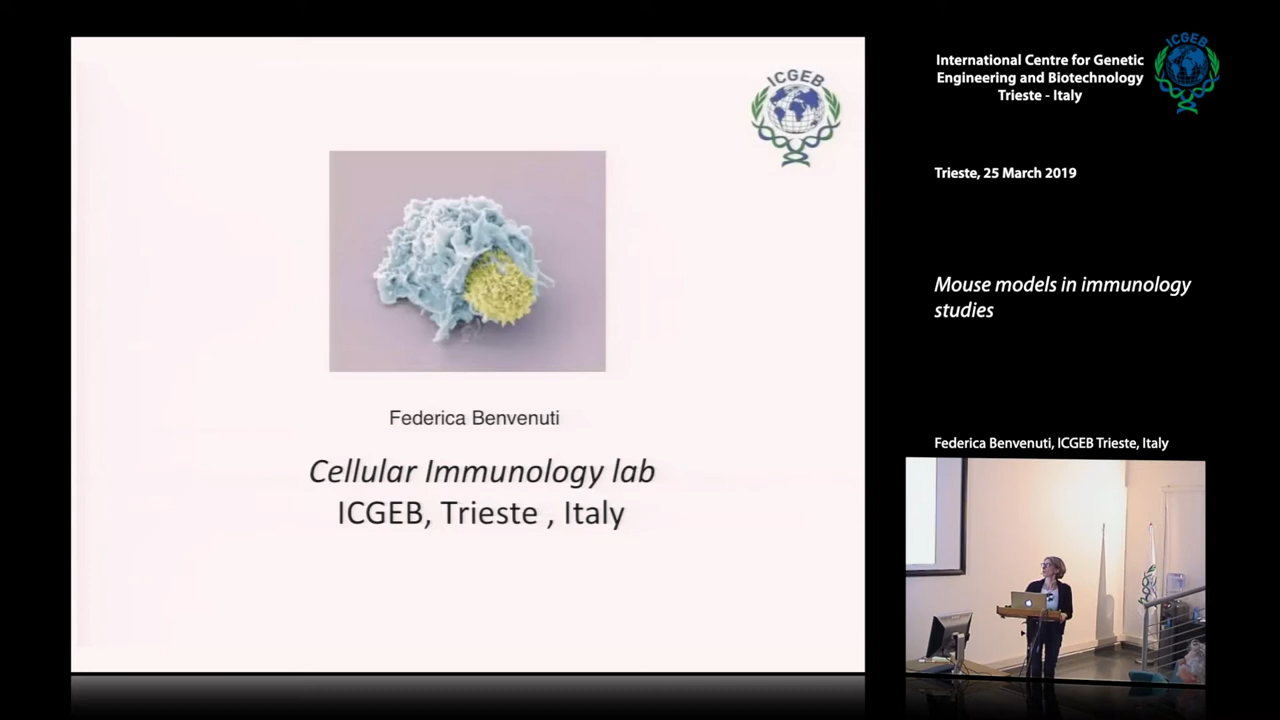 ICGEB
Federica Benvenuti
Cellular Immunology lab
ICGEB, Trieste , Italy
International Centre for Genetic
Engineering and Biotechnology
Trieste - Italy
ICGEB
Trieste, 25 March 2019
Mouse models in immunology
studies
Federica Benvenuti, ICGEB Trieste, Italy